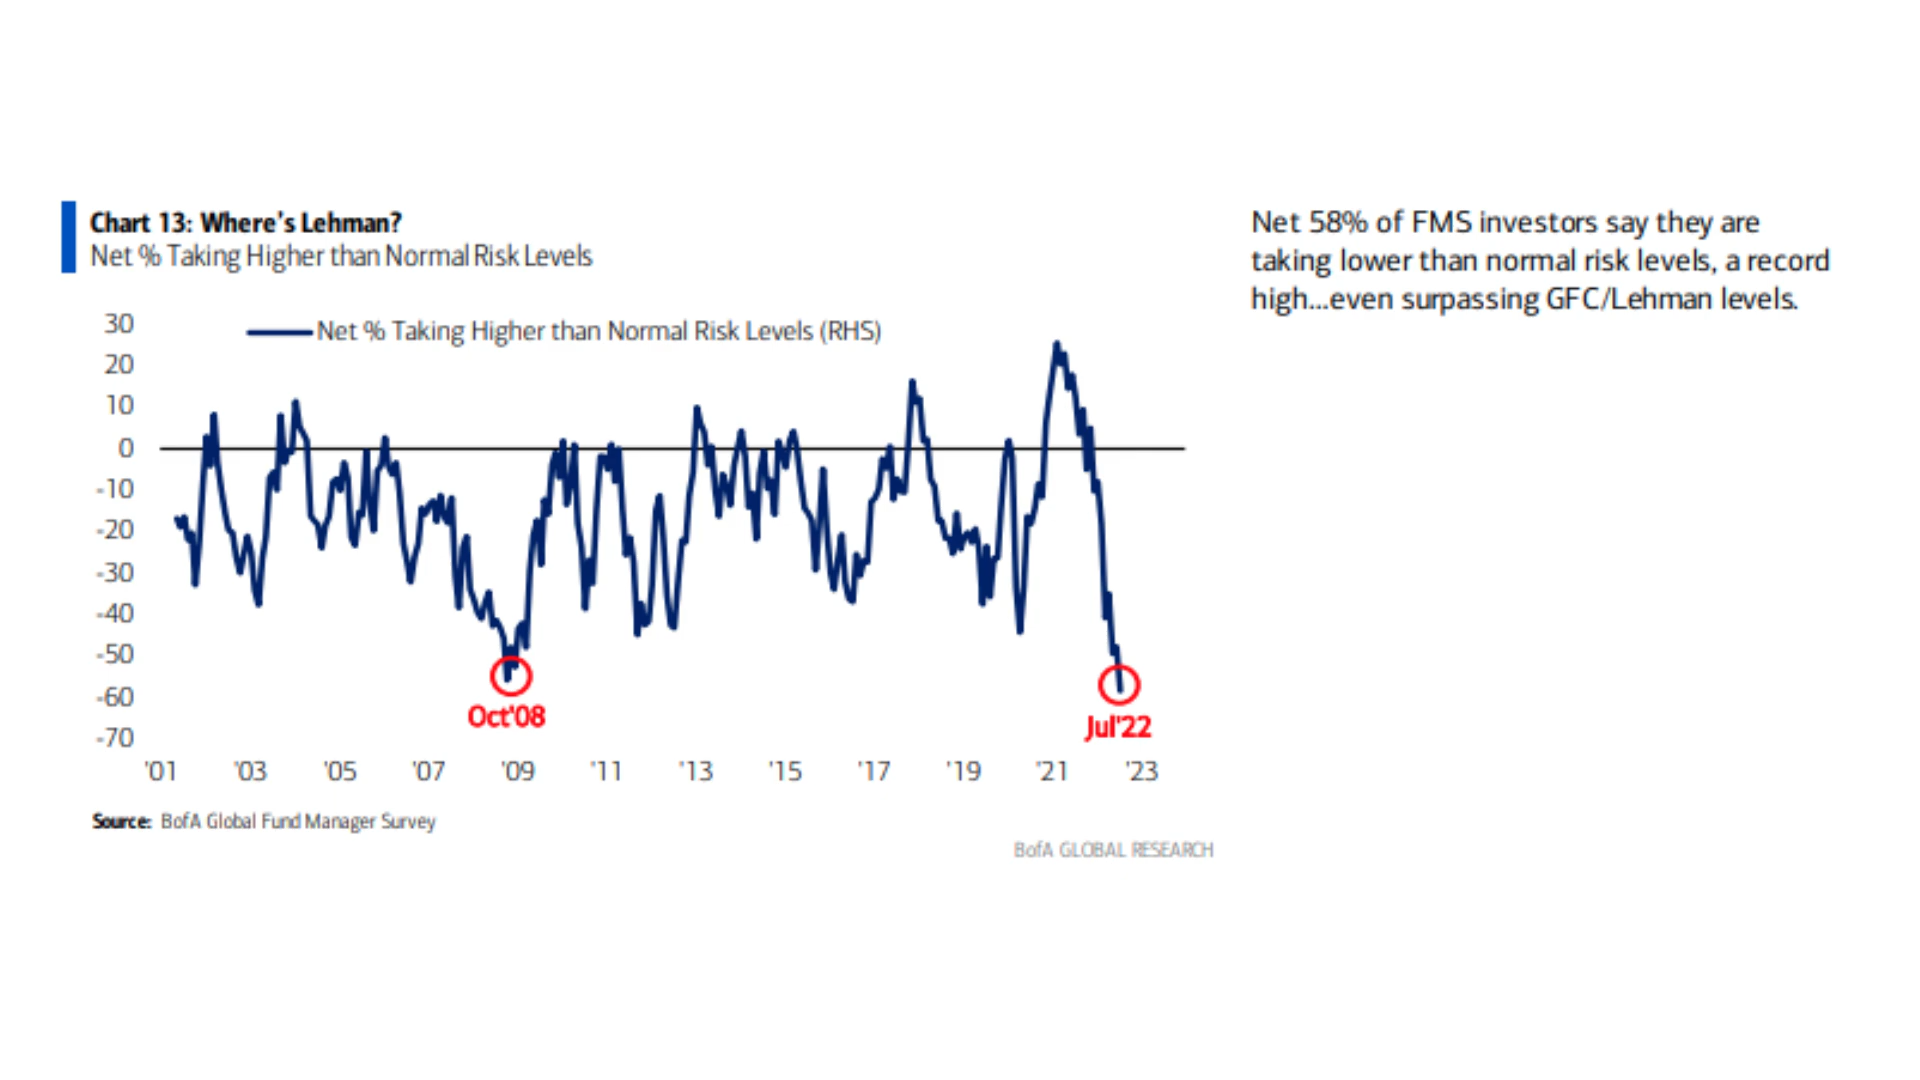 Chart 13: Where's Lehman?
Net % Taking Higher than Normal Risk Levels
Net 58% of FMS investors say they are
taking lower than normal risk levels, a record
high...even surpassing GFC/Lehman levels.
Net % Taking Higher than Normal Risk Levels (RHS)
30
20
10
0
-10
-20
-30
-40
-50
-60
-70
Oct'08
Jul'22
'01 '03 '05 '07 '09 '11 '13 '15 '17 '19 '21 '23
Source: BofA Global Fund Manager Survey
BofA GLOBAL RESEARCH